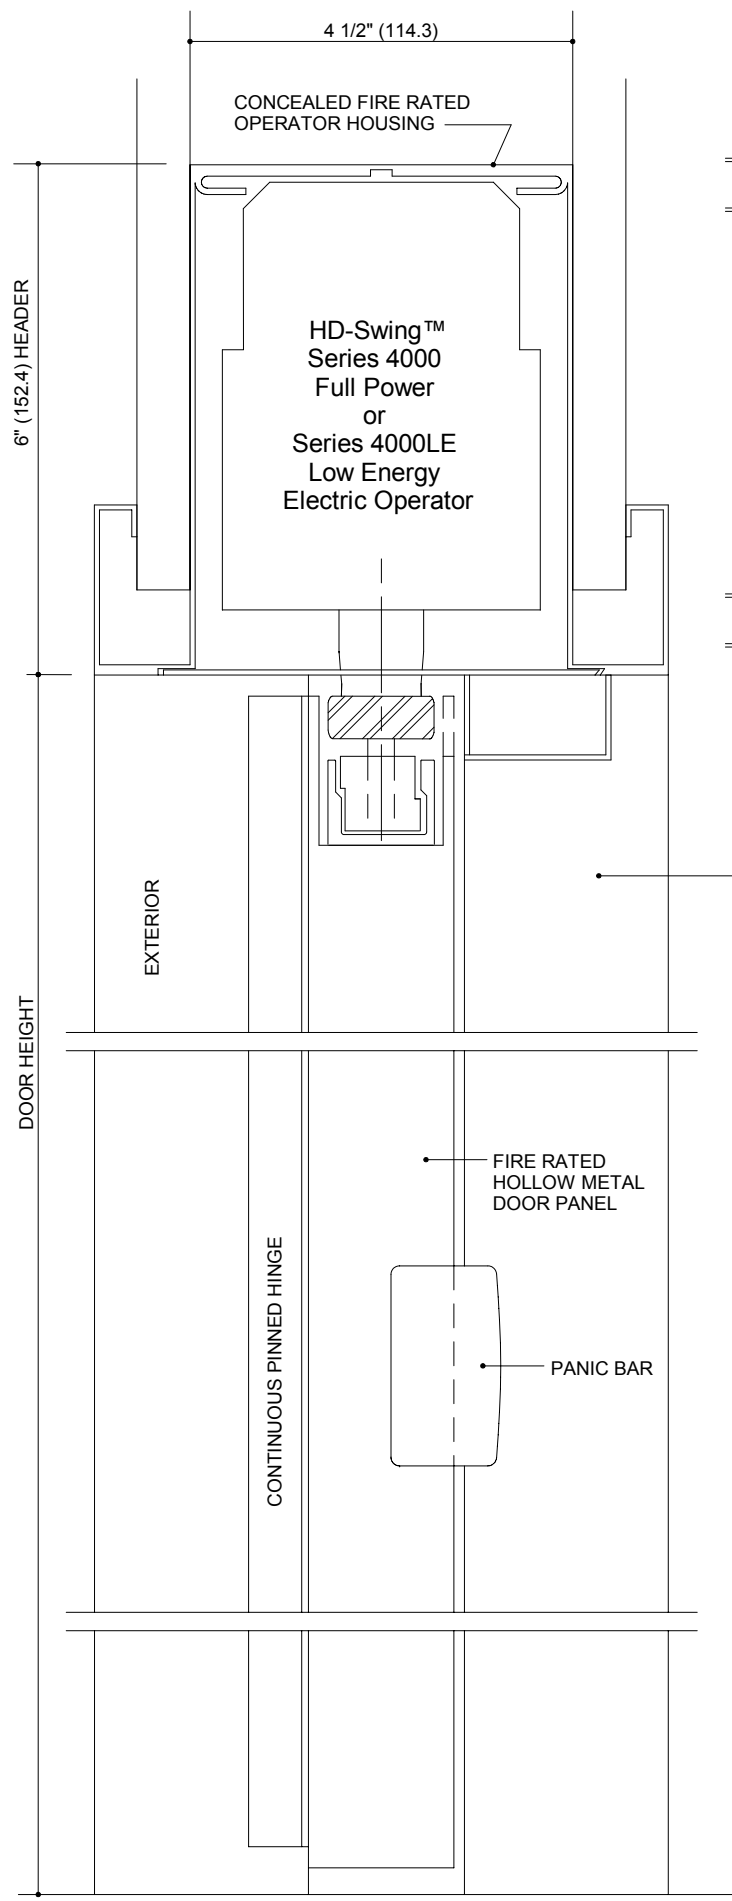 4 1/2" (114.3)
CONCEALED FIRE RATED
OPERATOR HOUSING
6" (152.4) HEADER
HD-Swing™
Series 4000
Full Power
or
Series 4000LE
Low Energy
Electric Operator
EXTERIOR
DOOR HEIGHT
FIRE RATED
HOLLOW METAL
DOOR PANEL
CONTINUOUS PINNED HINGE
PANIC BAR